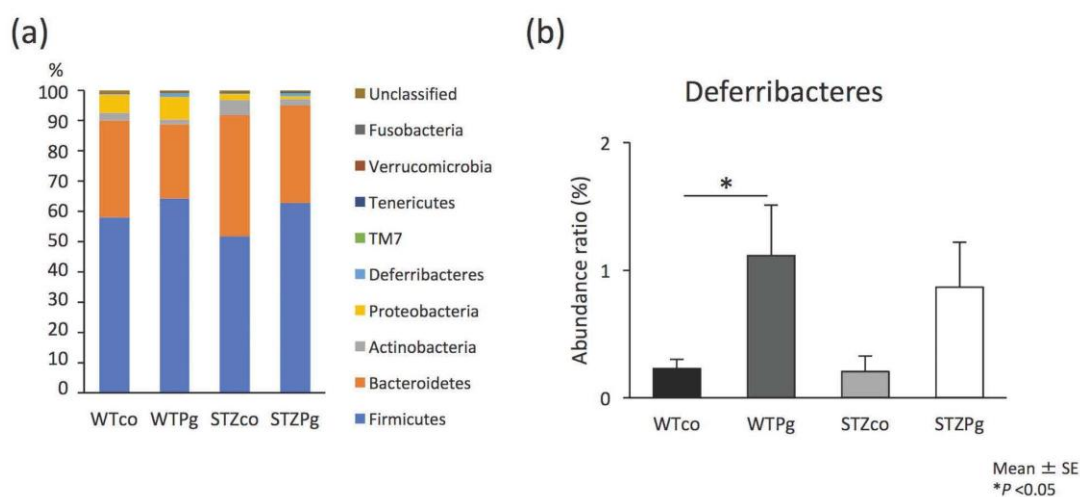 (a)
%
100
90
80
70
60
50
40
30
20
10
0
WTco WTPg STZco STZPg
Unclassified
Fusobacteria
Verrucomicrobia
Tenericutes
TM7
Deferribacteres
Proteobacteria
Actinobacteria
Bacteroidetes
Firmicutes
(b)
Deferribacteres
Abundance ratio (%)
2
1
0
*
WTco WTPg STZco STZPg
Mean ± SE
*P <0.05